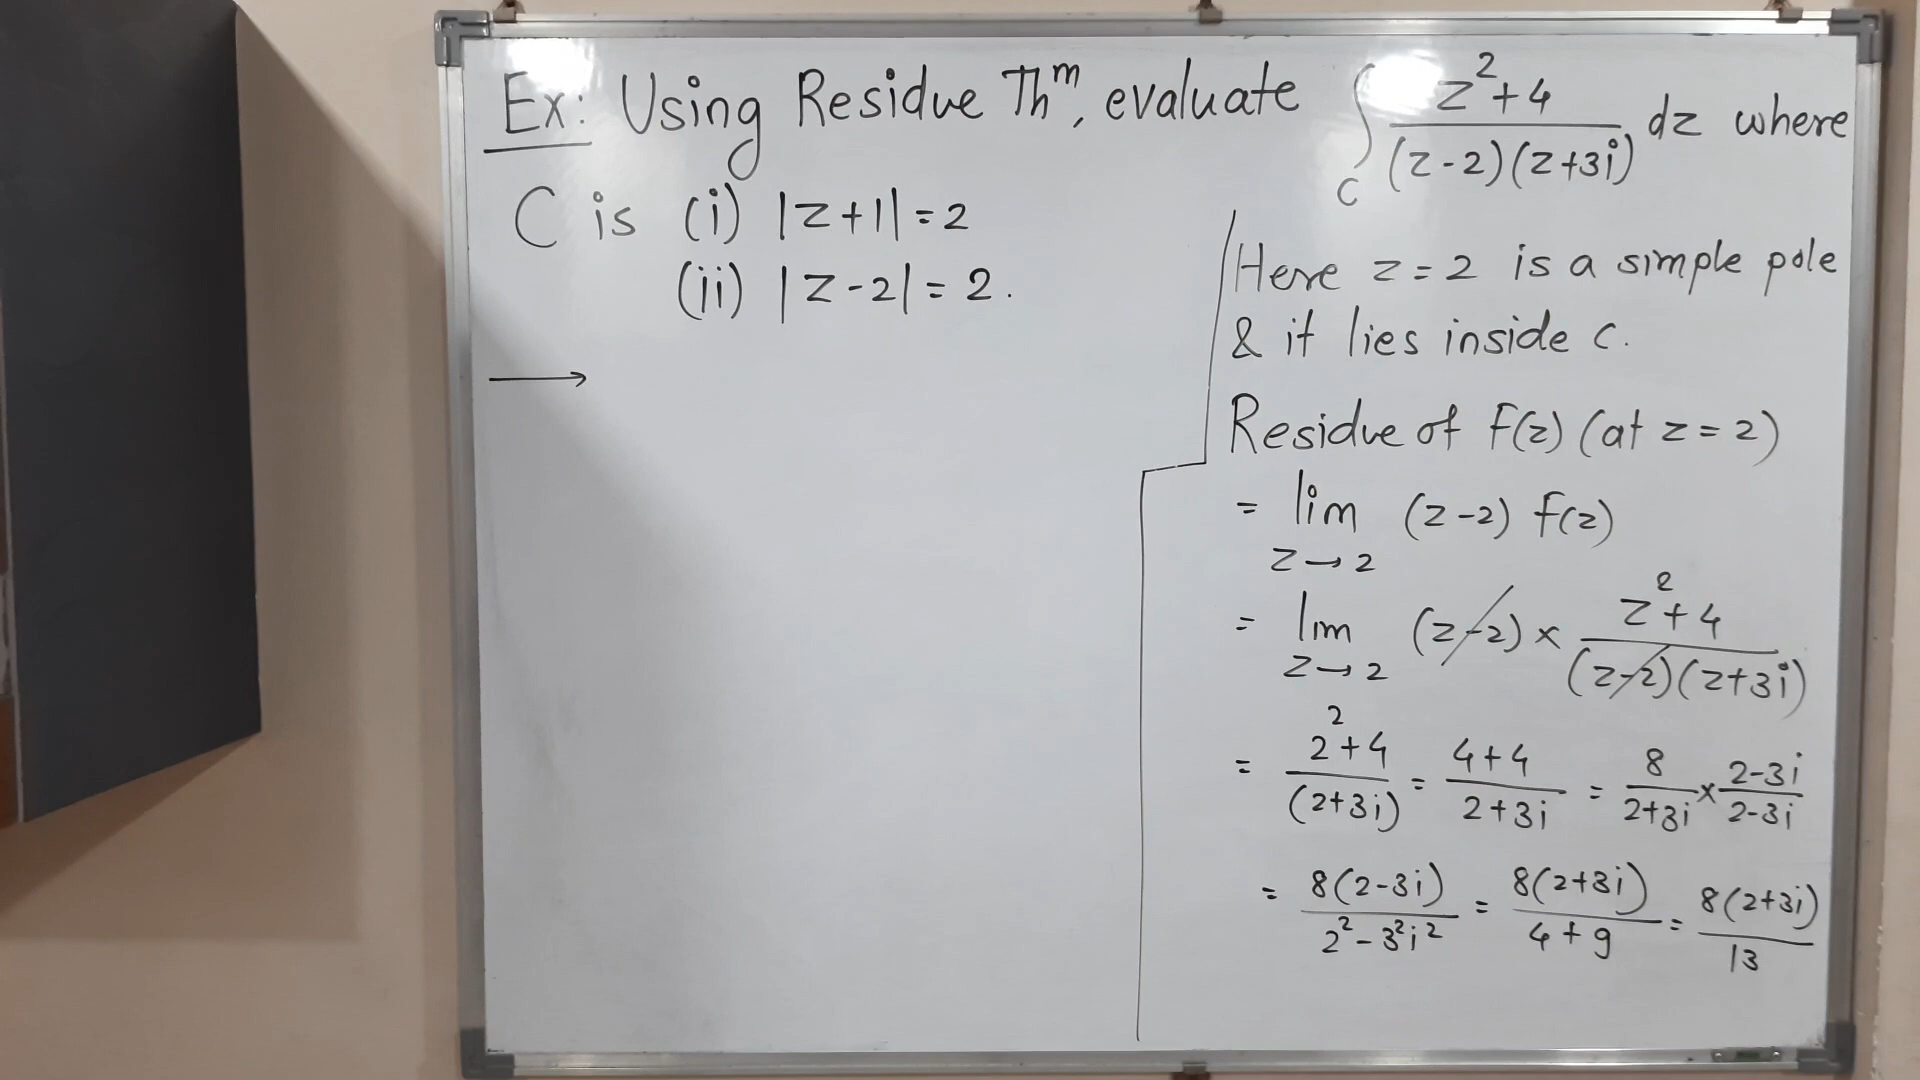 Ex: Using Residue Thᵐ, evaluate ∫_C (z²+4)/((z-2)(z+3i)) dz where
C is (i) |z+1|=2
(ii) |z-2|=2.
→
Here z=2 is a simple pole
& it lies inside C.
Residue of f(z) (at z=2)
= lim_{z→2} (z-2) f(z)
= lim_{z→2} (z-2) × (z²+4)/((z-2)(z+3i))
= (2²+4)/(2+3i) = (4+4)/(2+3i) = 8/(2+3i) × (2-3i)/(2-3i)
= 8(2-3i)/(2²-3²i²) = 8(2+3i)/(4+9) = 8(2+3i)/13